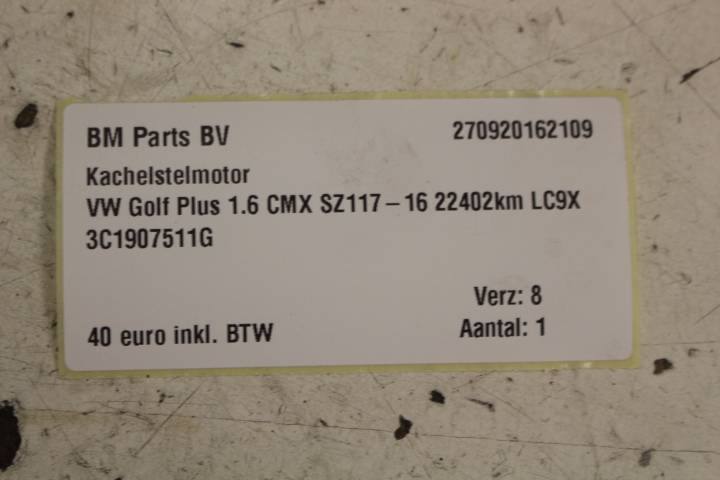 BM Parts BV 270920162109
Kachelstelmotor
VW Golf Plus 1.6 CMX SZ117-16 22402km LC9X
3C1907511G
Verz: 8
40 euro inkl. BTW Aantal: 1